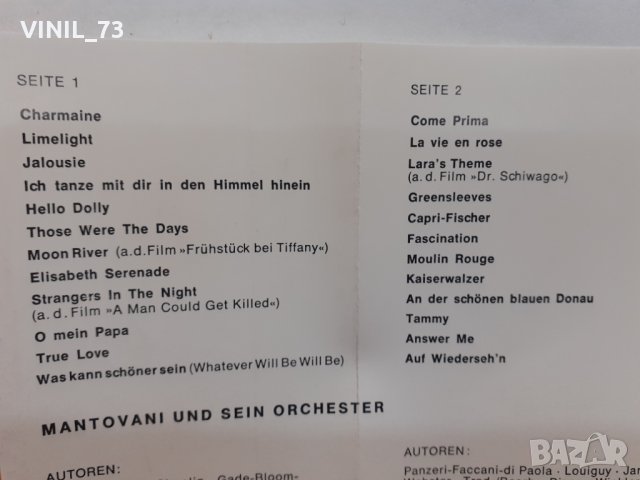 VINIL_73
SEITE 1
Charmaine
Limelight
Jalousie
Ich tanze mit dir in den Himmel hinein
Hello Dolly
Those Were The Days
Moon River (a.d. Film »Frühstück bei Tiffany«)
Elisabeth Serenade
Strangers In The Night
(a.d. Film »A Man Could Get Killed«)
O mein Papa
True Love
Was kann schöner sein (Whatever Will Be Will Be)
SEITE 2
Come Prima
La vie en rose
Lara's Theme
(a.d. Film »Dr. Schiwago«)
Greensleeves
Capri-Fischer
Fascination
Moulin Rouge
Kaiserwalzer
An der schönen blauen Donau
Tammy
Answer Me
Auf Wiederseh'n
MANTOVANI UND SEIN ORCHESTER
AUTOREN:
Gade-Bloom-
AUTOREN:
Panzeri-Faccani-di Paola - Louiguy - Jar
BAZAR